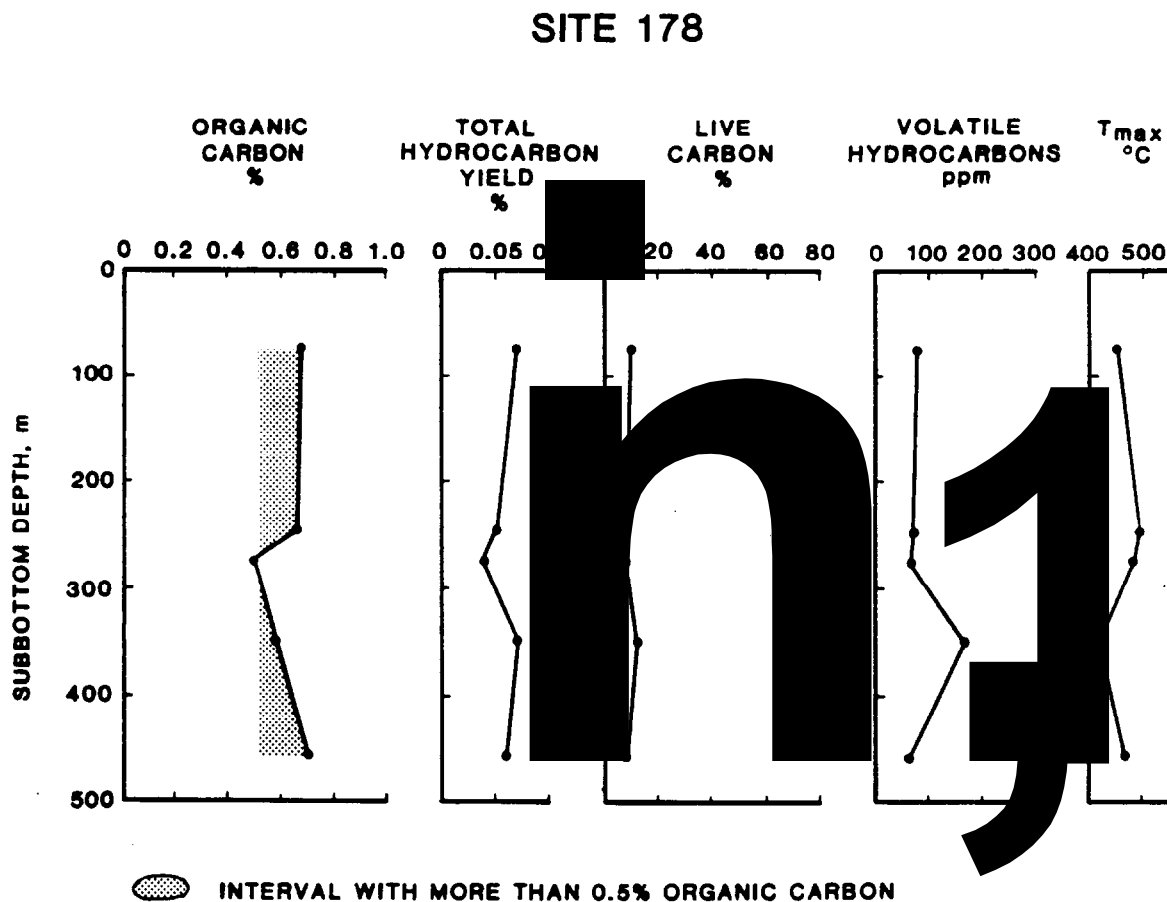 SITE 178
ORGANIC
CARBON
%
TOTAL
HYDROCARBON
YIELD
%
LIVE
CARBON
%
VOLATILE
HYDROCARBONS
ppm
Tmax
°C
0 0.2 0.4 0.6 0.8 1.0
0 0.05
20 40 60 80
0 100 200 300
400 500
0
100
200
300
400
500
SUBBOTTOM DEPTH, m
n
1
INTERVAL WITH MORE THAN 0.5% ORGANIC CARBON